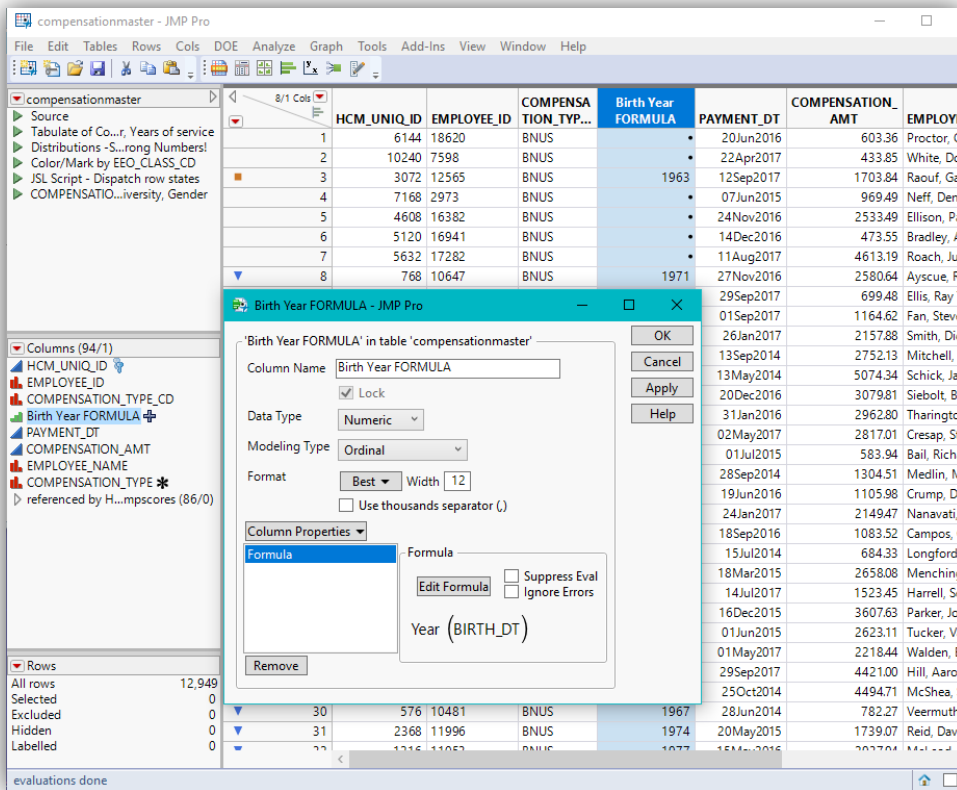 compensationmaster - JMP Pro
File Edit Tables Rows Cols DOE Analyze Graph Tools Add-Ins View Window Help
compensationmaster
Source
Tabulate of Co...r, Years of service
Distributions -S...rong Numbers!
Color/Mark by EEO_CLASS_CD
JSL Script - Dispatch row states
COMPENSATIO...iversity, Gender
Columns (94/1)
HCM_UNIQ_ID
EMPLOYEE_ID
COMPENSATION_TYPE_CD
Birth Year FORMULA
PAYMENT_DT
COMPENSATION_AMT
EMPLOYEE_NAME
COMPENSATION_TYPE
referenced by H...mpscores (86/0)
Rows
All rows 12,949
Selected 0
Excluded 0
Hidden 0
Labelled 0
8/1 Cols
HCM_UNIQ_ID EMPLOYEE_ID COMPENSA TION_TYP... Birth Year FORMULA PAYMENT_DT COMPENSATION_ AMT
1 6144 18620 BNUS • 20Jun2016 603.36 Proctor,
2 10240 7598 BNUS • 22Apr2017 433.85 White,
3 3072 12565 BNUS 1963 12Sep2017 1703.84 Raouf,
4 7168 2973 BNUS • 07Jun2015 969.49 Neff,
5 4608 16382 BNUS • 24Nov2016 2533.49 Ellison,
6 5120 16941 BNUS • 14Dec2016 473.55 Bradley,
7 5632 17282 BNUS • 11Aug2017 4613.19 Roach,
8 768 10647 BNUS 1971 27Nov2016 2580.64 Ayscue,
29Sep2017 699.48 Ellis, Ray
01Sep2017 1164.62 Fan,
26Jan2017 2157.88 Smith,
13Sep2014 2752.13 Mitchell,
13May2014 5074.34 Schick,
20Dec2016 3079.81 Siebolt,
31Jan2016 2962.80
02May2017 2817.01 Cresap,
01Jul2015 583.94 Bail,
28Sep2014 1304.51 Medlin,
19Jun2016 1105.98 Crump,
24Jan2017 2149.47 Nanavati,
18Sep2016 1083.52 Campos,
15Jul2014 684.33
18Mar2015 2658.08
14Jul2017 1523.45 Harrell,
16Dec2015 3607.63 Parker,
01Jun2015 2623.11 Tucker,
01May2017 2218.44 Walden,
29Sep2017 4421.00 Hill,
25Oct2014 4494.71 McShea,
30 576 10481 BNUS 1967 28Jun2014 782.27
31 2368 11996 BNUS 1974 20May2015 1739.07 Reid,
Birth Year FORMULA - JMP Pro
'Birth Year FORMULA' in table 'compensationmaster'
Column Name Birth Year FORMULA
Lock
Data Type Numeric
Modeling Type Ordinal
Format Best Width 12
Use thousands separator (,)
Column Properties
Formula
Formula
Edit Formula
Suppress Eval
Ignore Errors
Year (BIRTH_DT)
Remove
OK
Cancel
Apply
Help
evaluations done